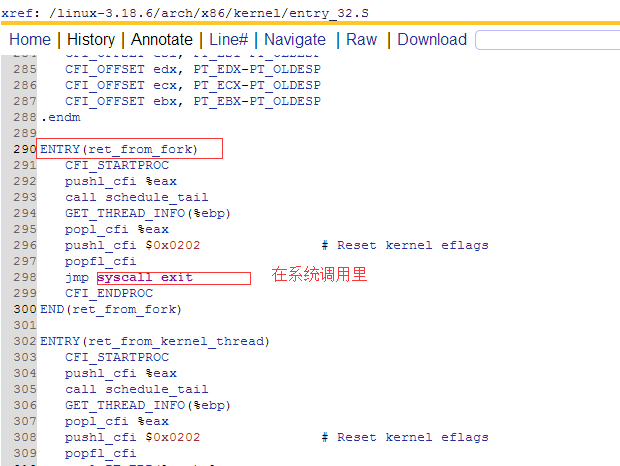 xref: /linux-3.18.6/arch/x86/kernel/entry_32.S
Home | History | Annotate | Line# | Navigate | Raw | Download
285 CFI_OFFSET edx, PT_EDX-PT_OLDESP
286 CFI_OFFSET ecx, PT_ECX-PT_OLDESP
287 CFI_OFFSET ebx, PT_EBX-PT_OLDESP
288 .endm
289
290 ENTRY(ret_from_fork)
291 CFI_STARTPROC
292 pushl_cfi %eax
293 call schedule_tail
294 GET_THREAD_INFO(%ebp)
295 popl_cfi %eax
296 pushl_cfi $0x0202 # Reset kernel eflags
297 popfl_cfi
298 jmp syscall_exit 在系统调用里
299 CFI_ENDPROC
300 END(ret_from_fork)
301
302 ENTRY(ret_from_kernel_thread)
303 CFI_STARTPROC
304 pushl_cfi %eax
305 call schedule_tail
306 GET_THREAD_INFO(%ebp)
307 popl_cfi %eax
308 pushl_cfi $0x0202 # Reset kernel eflags
309 popfl_cfi